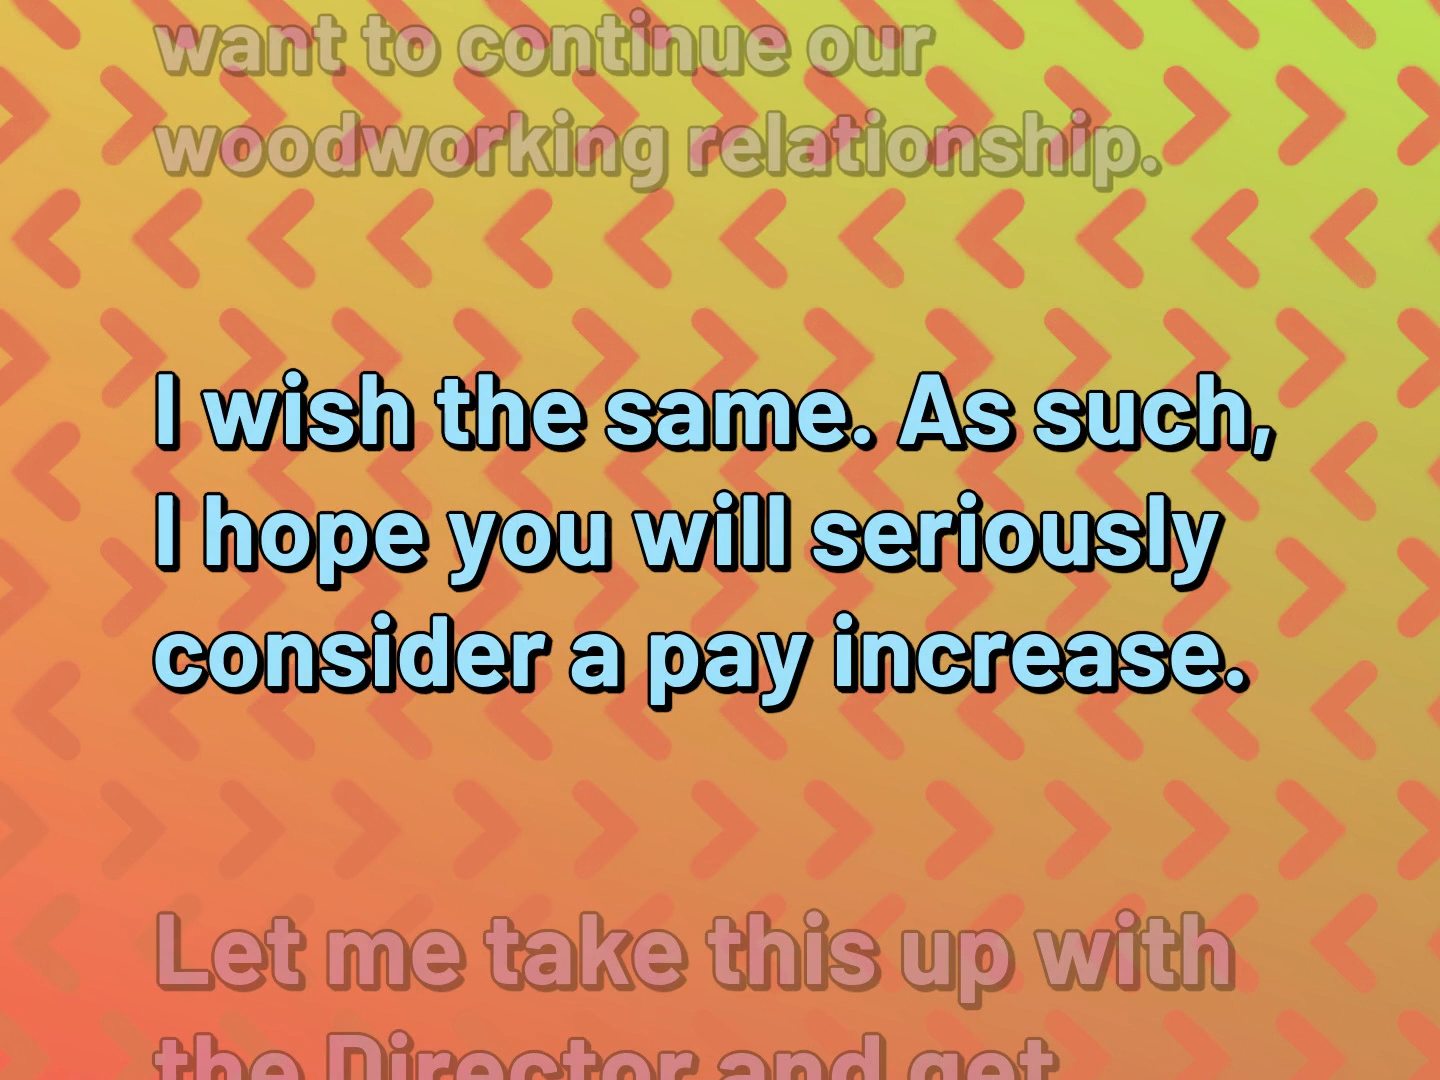 want to continue our
woodworking relationship.
I wish the same. As such,
I hope you will seriously
consider a pay increase.
Let me take this up with
the Director and get